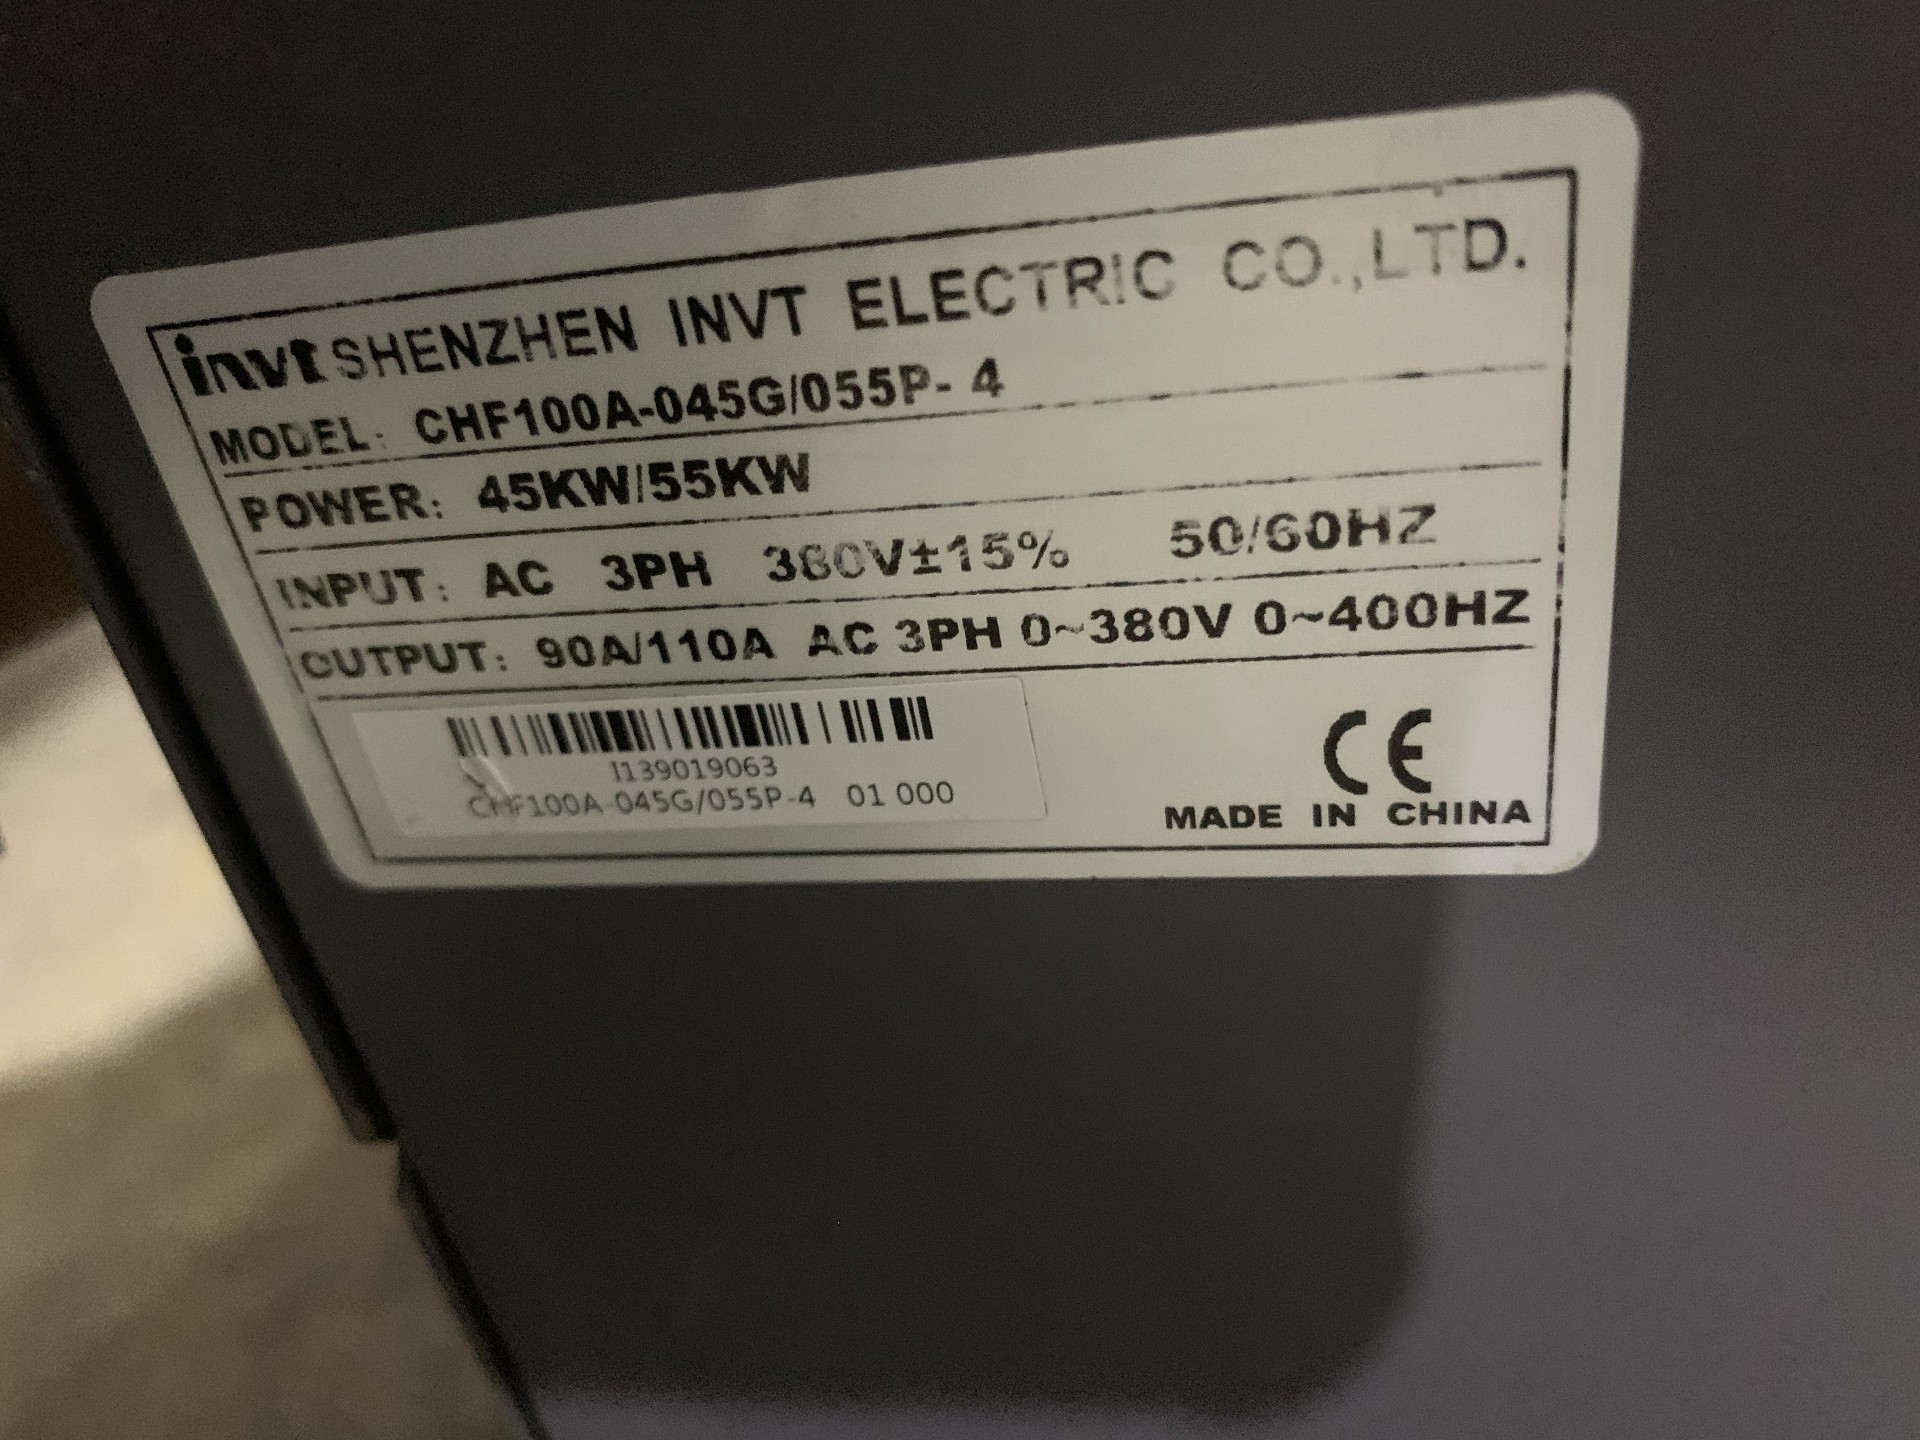 invt SHENZHEN INVT ELECTRIC CO.,LTD.
MODEL: CHF100A-045G/055P- 4
POWER: 45KW/55KW
INPUT: AC 3PH 380V±15% 50/60HZ
OUTPUT: 90A/110A AC 3PH 0~380V 0~400HZ
I139019063
CHF100A-045G/055P-4 01 000
CE
MADE IN CHINA